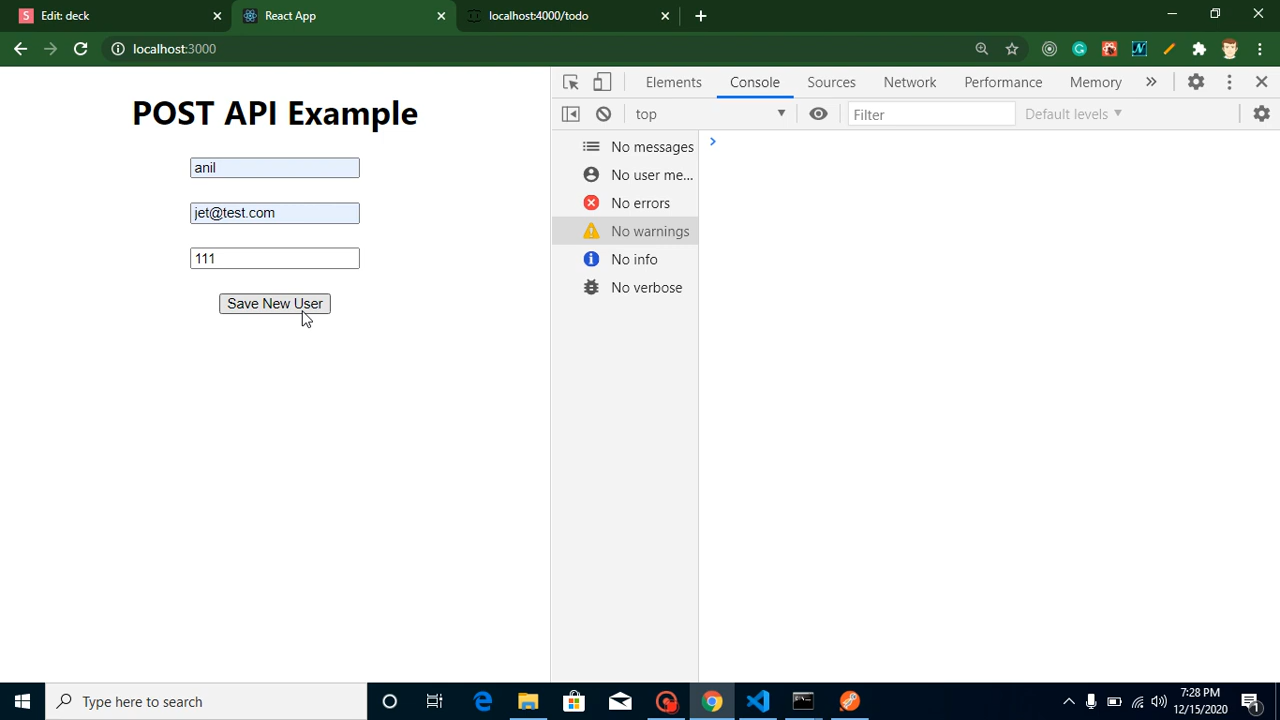 Edit: deck
React App
localhost:4000/todo
localhost:3000
POST API Example
anil
jet@test.com
111
Save New User
Elements Console Sources Network Performance Memory
top Filter Default levels
No messages
No user me...
No errors
No warnings
No info
No verbose
Type here to search
7:28 PM
12/15/2020
1